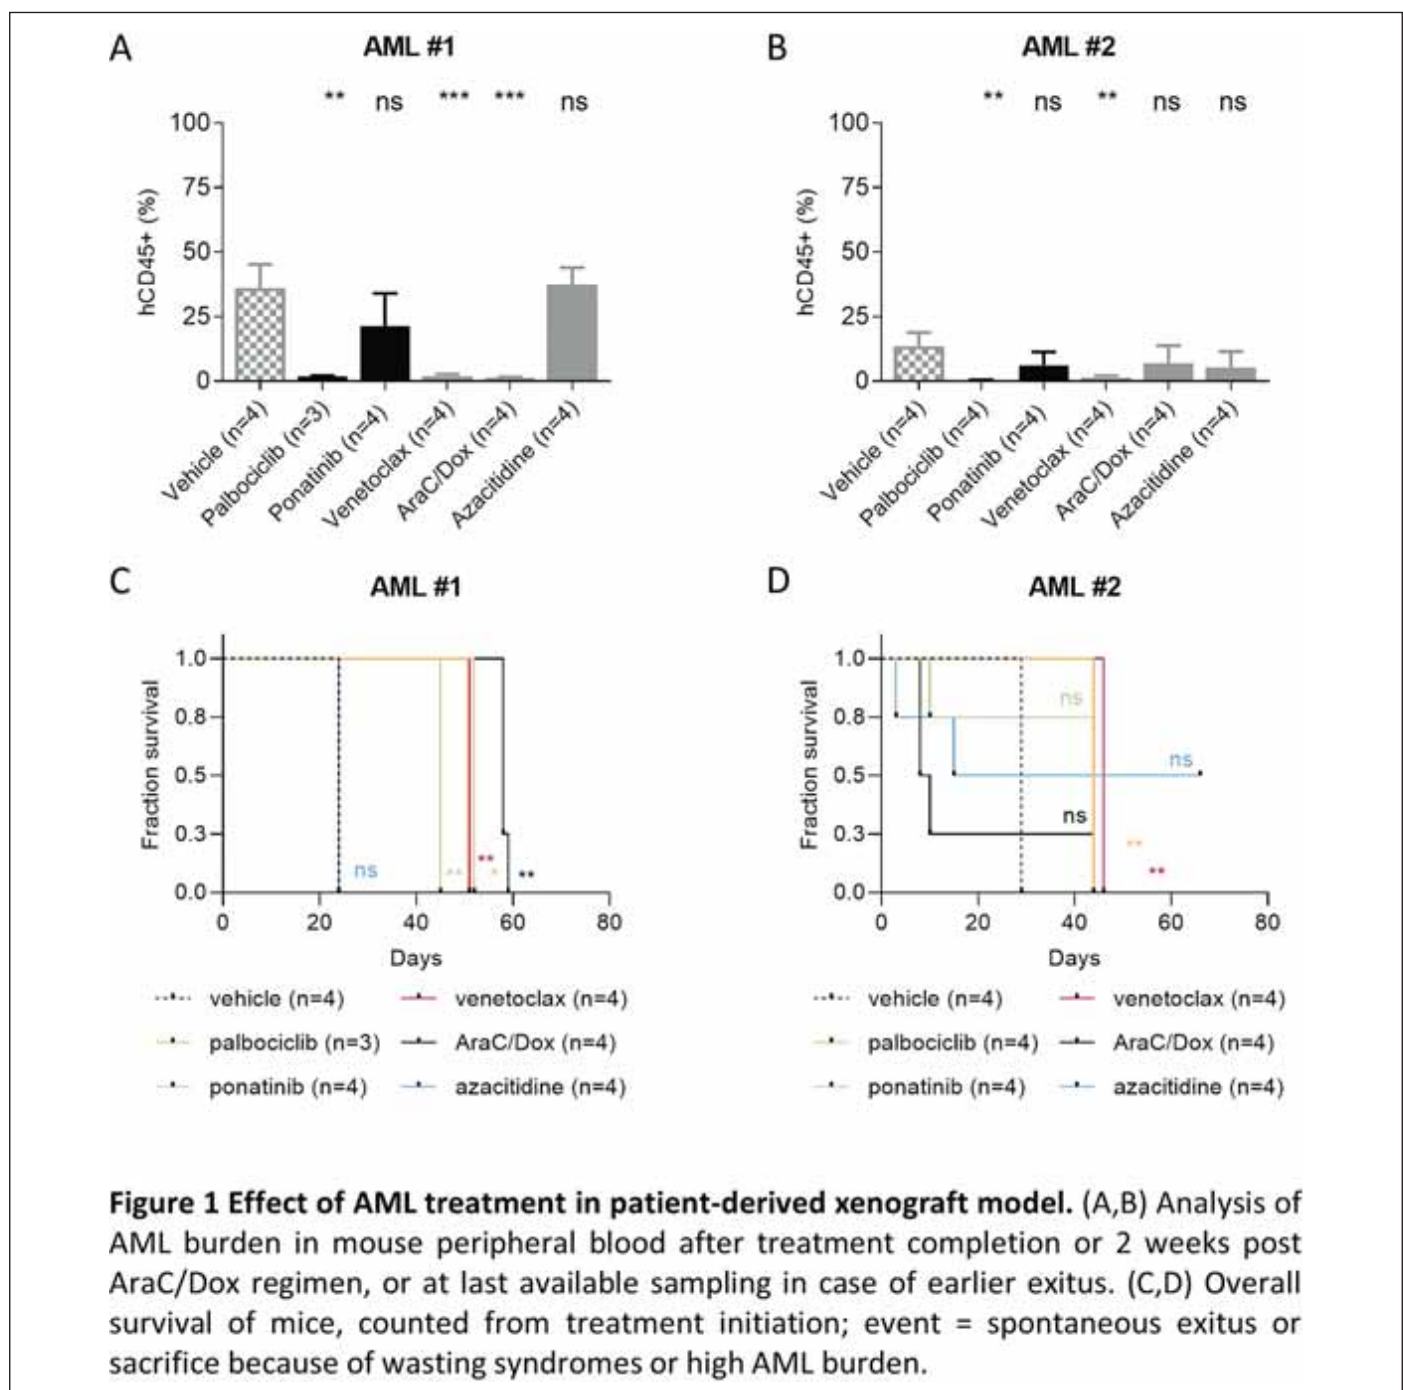 A
AML #1
** ns *** *** ns
100
75
50
25
0
hCD45+ (%)
Vehicle (n=4)
Palbociclib (n=3)
Ponatinib (n=4)
Venetoclax (n=4)
AraC/Dox (n=4)
Azacitidine (n=4)
B
AML #2
** ns ** ns ns
100
75
50
25
0
hCD45+ (%)
Vehicle (n=4)
Palbociclib (n=4)
Ponatinib (n=4)
Venetoclax (n=4)
AraC/Dox (n=4)
Azacitidine (n=4)
C
AML #1
1.0
0.8
0.5
0.3
0.0
Fraction survival
ns ** ** * **
0 20 40 60 80
Days
vehicle (n=4)
palbociclib (n=3)
ponatinib (n=4)
venetoclax (n=4)
AraC/Dox (n=4)
azacitidine (n=4)
D
AML #2
1.0
0.8
0.5
0.3
0.0
Fraction survival
ns
ns
ns
**
**
0 20 40 60 80
Days
vehicle (n=4)
palbociclib (n=4)
ponatinib (n=4)
venetoclax (n=4)
AraC/Dox (n=4)
azacitidine (n=4)
Figure 1 Effect of AML treatment in patient-derived xenograft model. (A,B) Analysis of
AML burden in mouse peripheral blood after treatment completion or 2 weeks post
AraC/Dox regimen, or at last available sampling in case of earlier exitus. (C,D) Overall
survival of mice, counted from treatment initiation; event = spontaneous exitus or
sacrifice because of wasting syndromes or high AML burden.